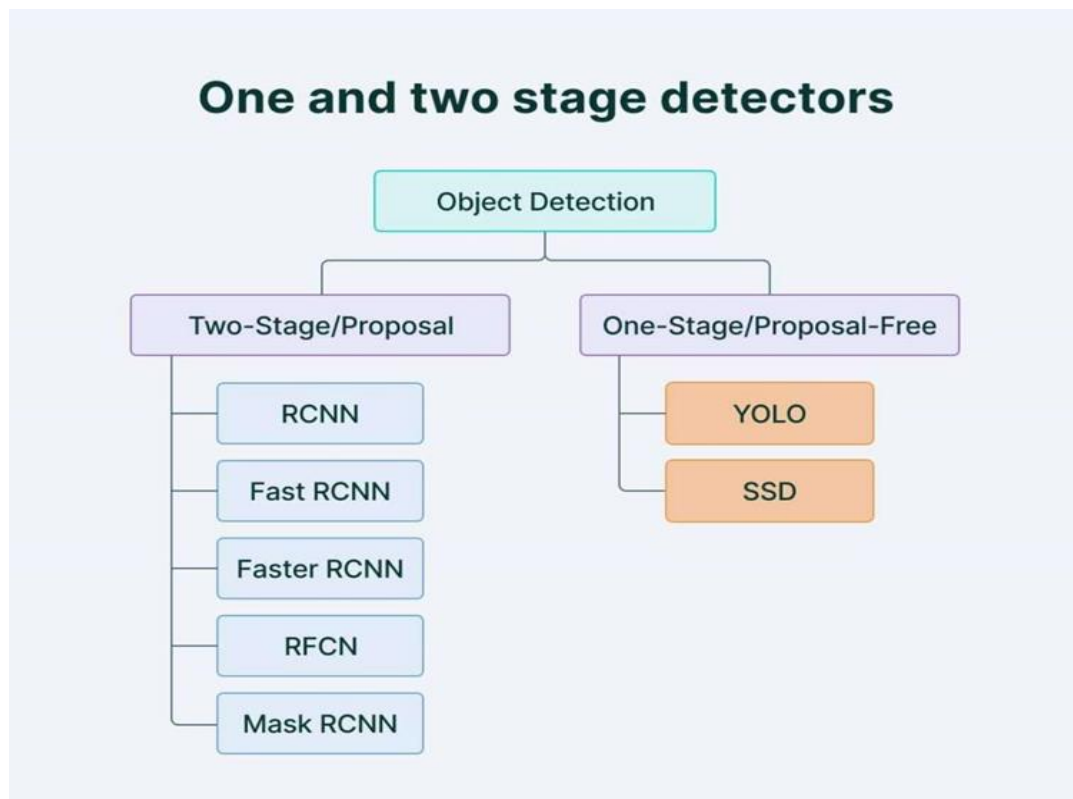 One and two stage detectors
Object Detection
Two-Stage/Proposal
RCNN
Fast RCNN
Faster RCNN
RFCN
Mask RCNN
One-Stage/Proposal-Free
YOLO
SSD